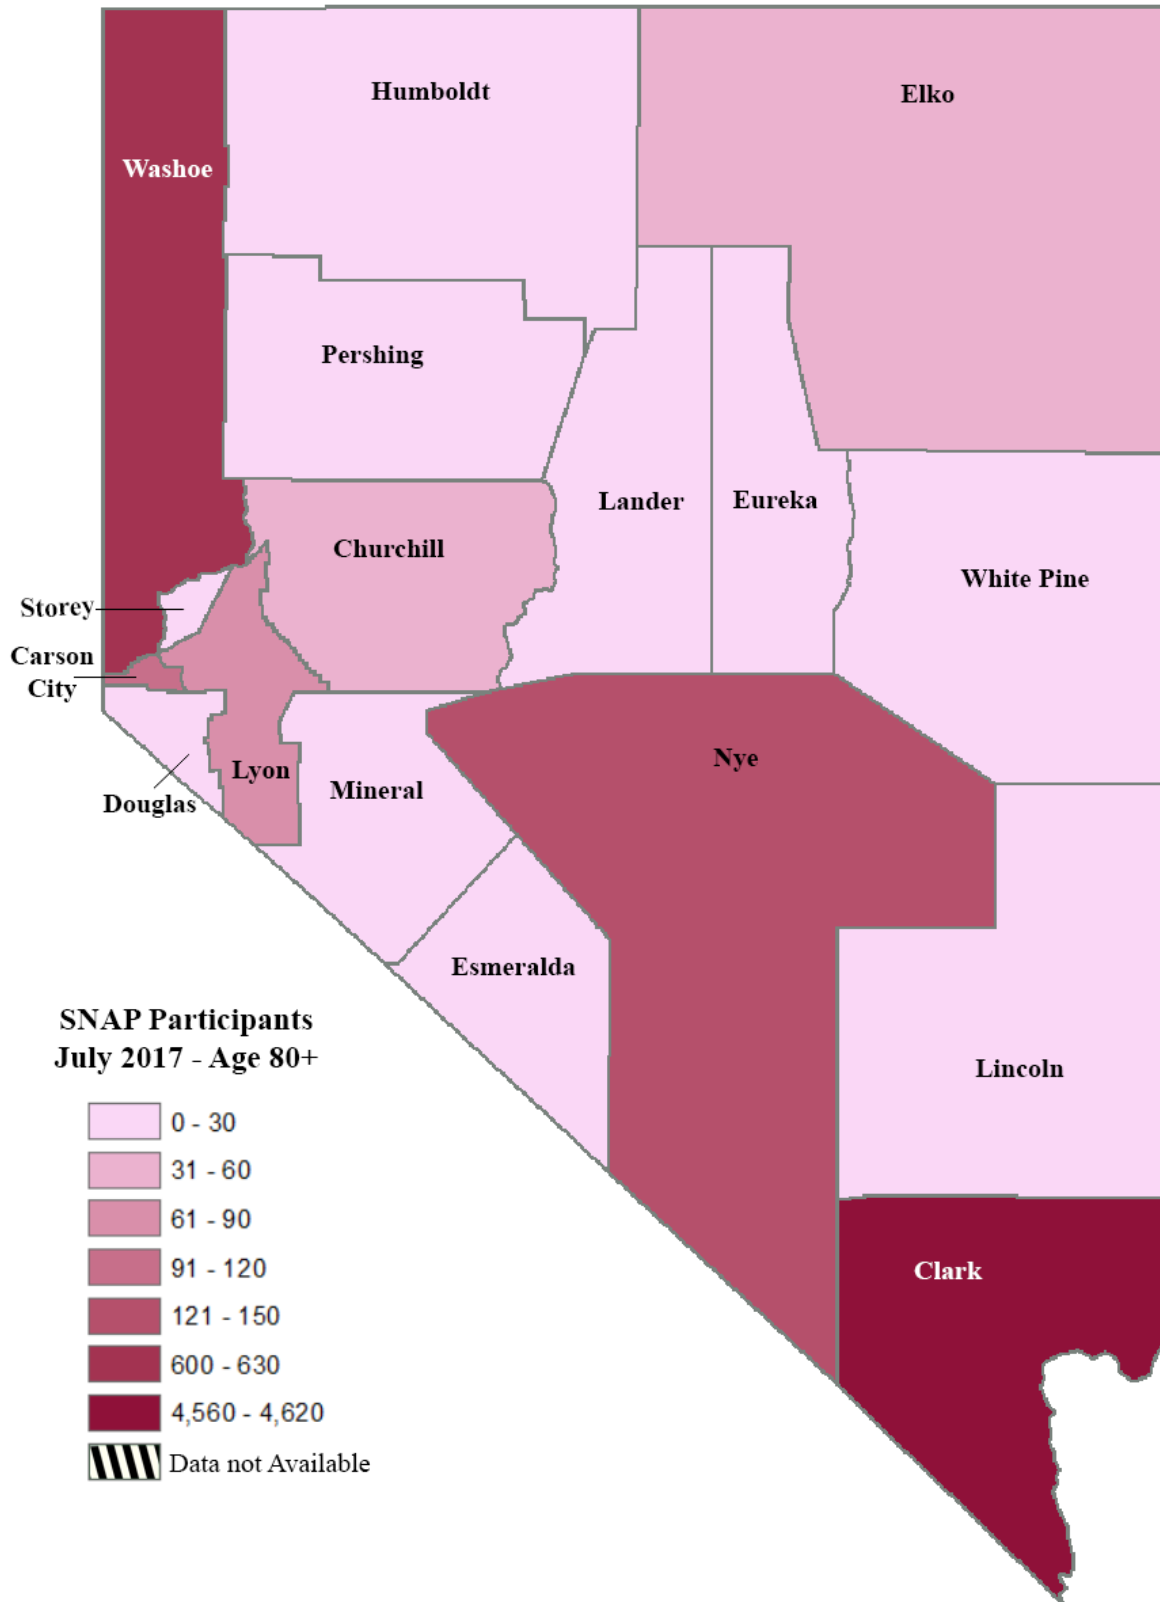 Humboldt
Elko
Washoe
Pershing
Lander
Eureka
Churchill
White Pine
Storey
Carson
City
Nye
Lyon
Mineral
Douglas
Esmeralda
Lincoln
Clark
SNAP Participants
July 2017 - Age 80+
0 - 30
31 - 60
61 - 90
91 - 120
121 - 150
600 - 630
4,560 - 4,620
Data not Available